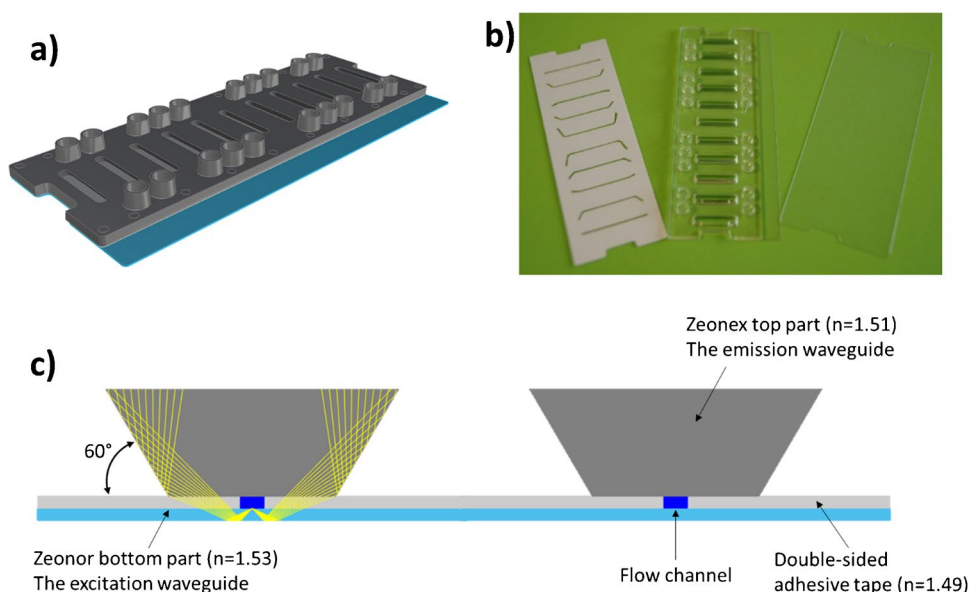 a)
b)
c)
Zeonex top part (n=1.51)
The emission waveguide
60°
Zeonor bottom part (n=1.53)
The excitation waveguide
Flow channel
Double-sided
adhesive tape (n=1.49)